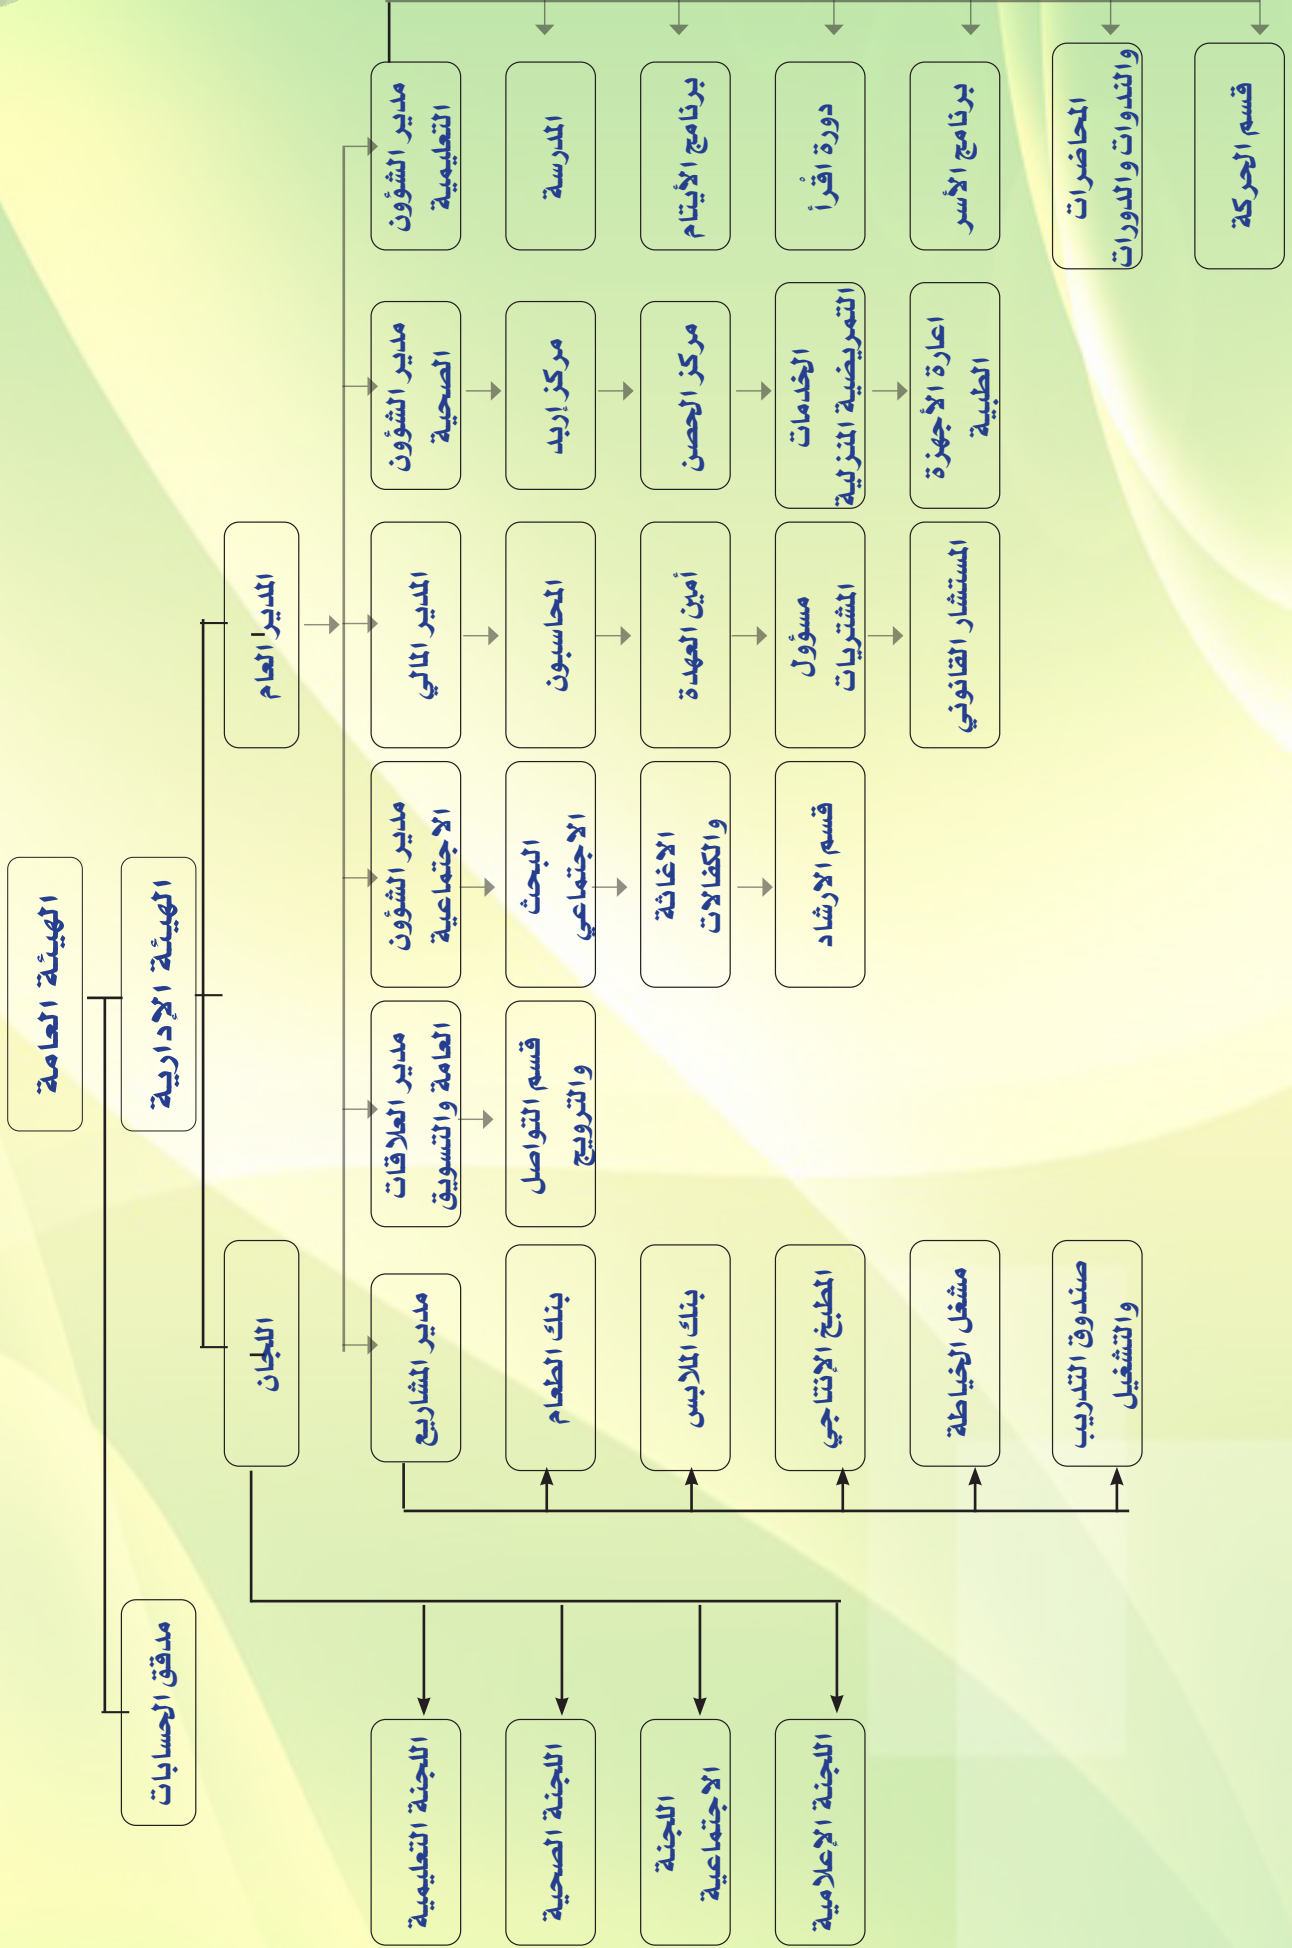 الهيئة العامة
الهيئة الإدارية
مدقق الحسابات
المدير العام
اللجان
مدير الشؤون
التعليمية
المدرسة
برنامج الأيتام
دورة اقْرأ
برنامج الأسر
المحاضرات
والندوات والدورات
قسم الحركة
مدير الشؤون
الصحية
مركز إربد
مركز الحصن
الخدمات
التمريضية المنزلية
اعارة الأجهزة
الطبية
المدير المالي
المحاسبون
أمين العهدة
مسؤول
المشتريات
المستشار القانوني
مدير الشؤون
الاجتماعية
البحث
الاجتماعي
الاغاثة
والكفالات
قسم الارشاد
مدير العلاقات
العامة والتسويق
قسم التواصل
والترويج
مدير المشاريع
بنك الطعام
بنك الملابس
المطبخ الإنتاجي
مشغل الخياطة
صندوق التدريب
والتشغيل
اللجنة التعليمية
اللجنة الصحية
اللجنة
الاجتماعية
اللجنة الإعلامية